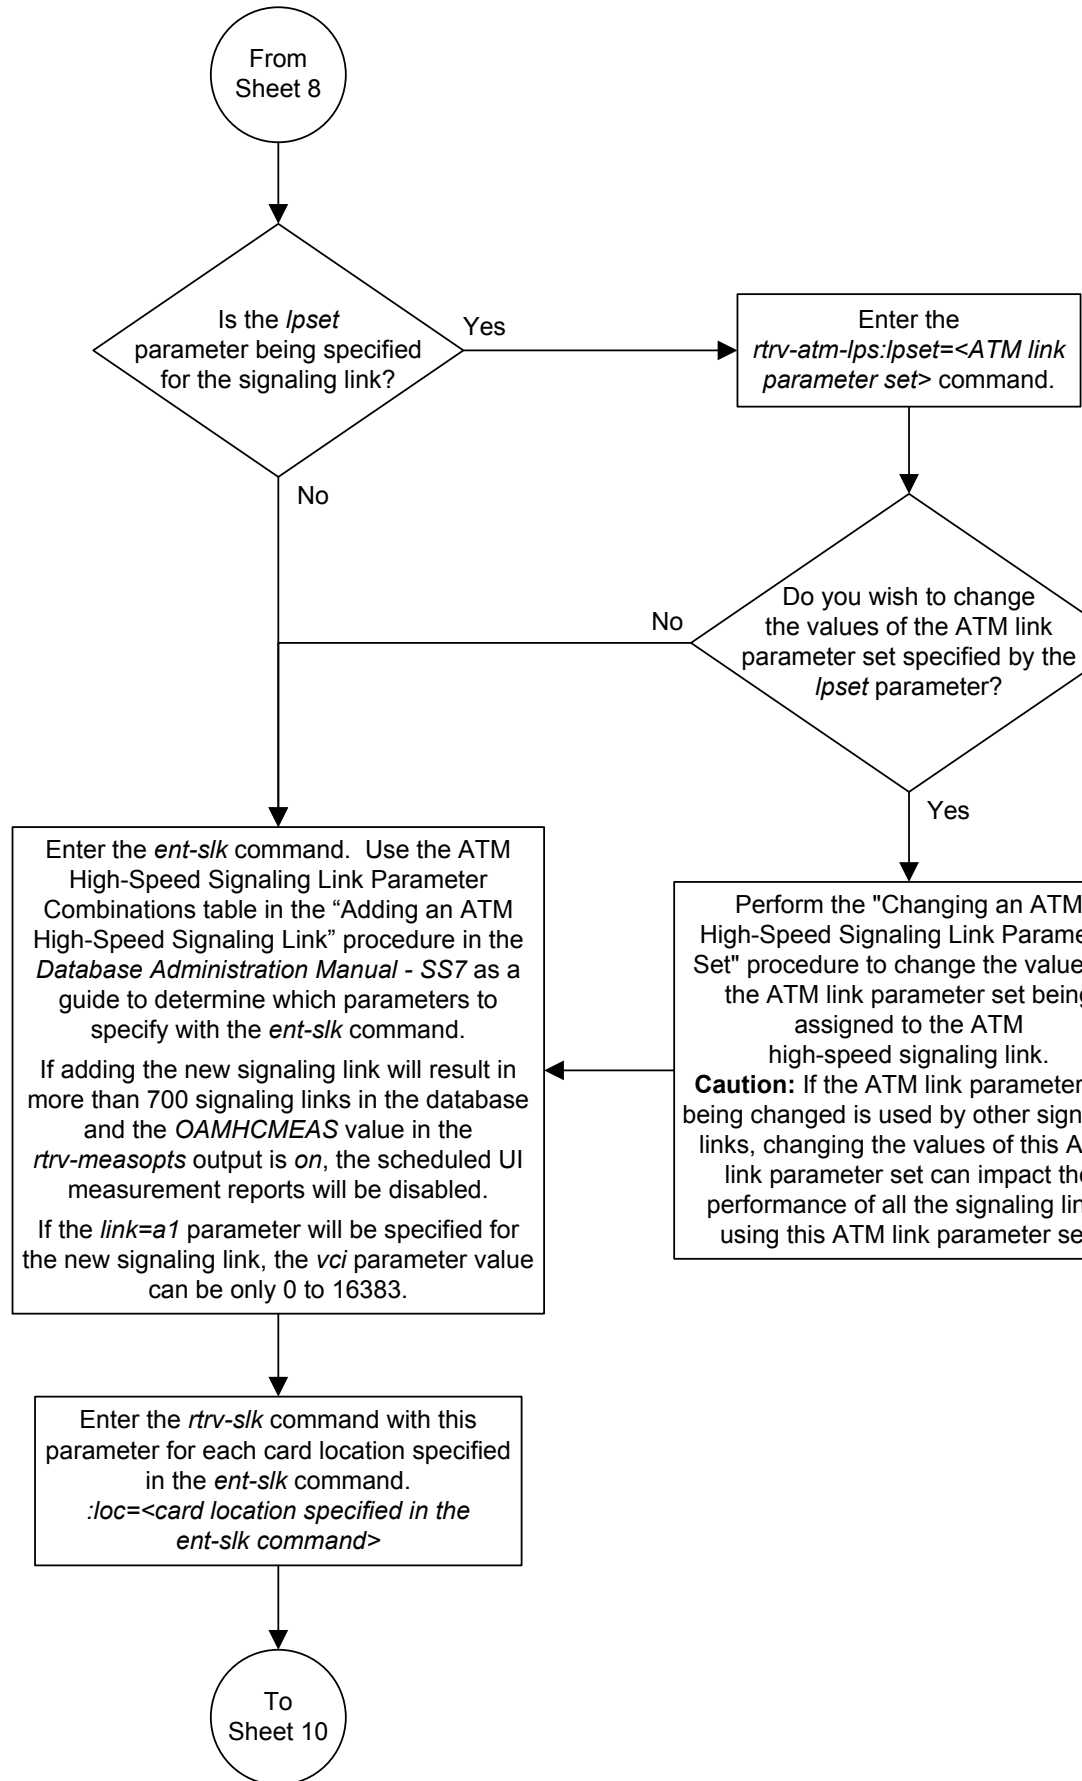 From
Sheet 8
Is the lpset
parameter being specified
for the signaling link?
Yes
No
Enter the
rtrv-atm-lps:lpset=<ATM link
parameter set> command.
Do you wish to change
the values of the ATM link
parameter set specified by the
lpset parameter?
No
Yes
Perform the "Changing an ATM
High-Speed Signaling Link Parame
Set" procedure to change the value
the ATM link parameter set being
assigned to the ATM
high-speed signaling link.
Caution: If the ATM link parameter
being changed is used by other sign
links, changing the values of this A
link parameter set can impact the
performance of all the signaling lin
using this ATM link parameter se
Enter the ent-slk command.  Use the ATM
High-Speed Signaling Link Parameter
Combinations table in the “Adding an ATM
High-Speed Signaling Link” procedure in the
Database Administration Manual - SS7 as a
guide to determine which parameters to
specify with the ent-slk command.
If adding the new signaling link will result in
more than 700 signaling links in the database
and the OAMHCMEAS value in the
rtrv-measopts output is on, the scheduled UI
measurement reports will be disabled.
If the link=a1 parameter will be specified for
the new signaling link, the vci parameter value
can be only 0 to 16383.
Enter the rtrv-slk command with this
parameter for each card location specified
in the ent-slk command.
:loc=<card location specified in the
ent-slk command>
To
Sheet 10